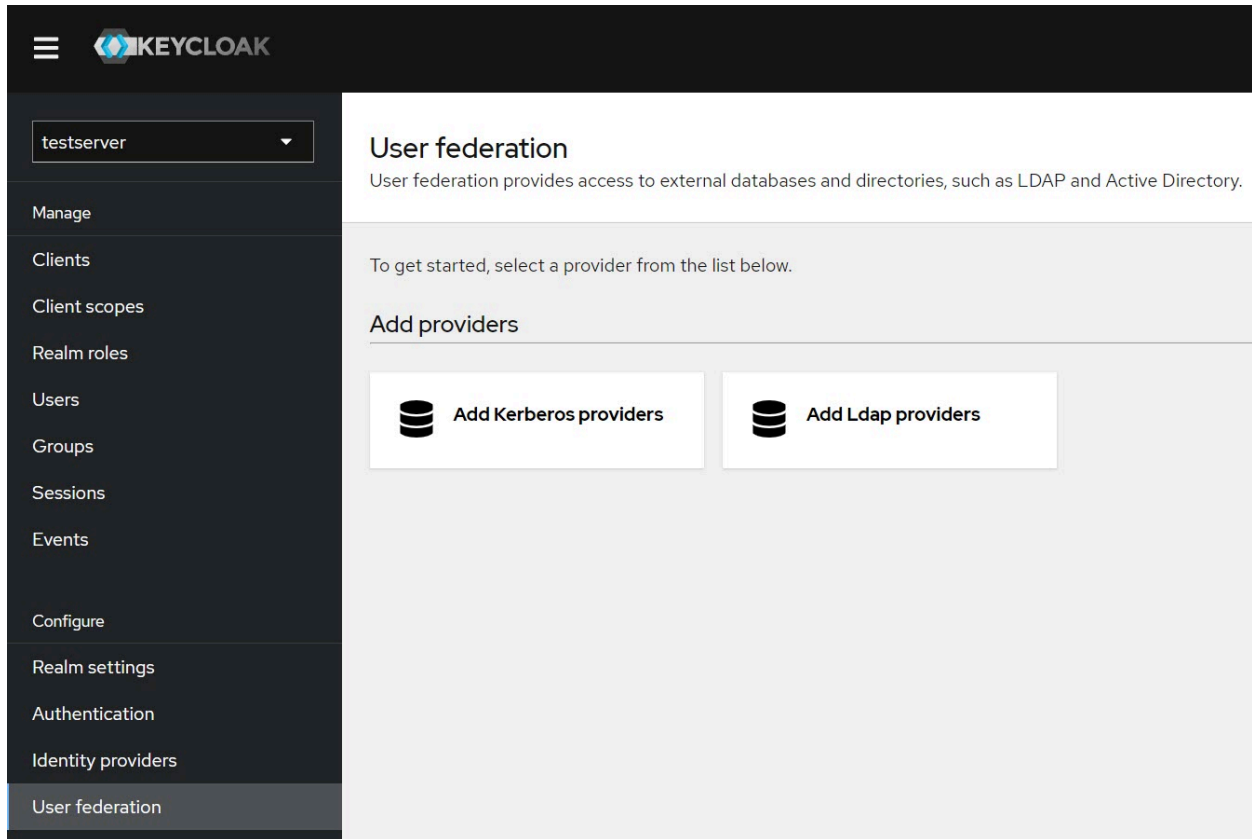 KEYCLOAK
testserver
Manage
Clients
Client scopes
Realm roles
Users
Groups
Sessions
Events
Configure
Realm settings
Authentication
Identity providers
User federation
User federation
User federation provides access to external databases and directories, such as LDAP and Active Directory.
To get started, select a provider from the list below.
Add providers
Add Kerberos providers
Add Ldap providers